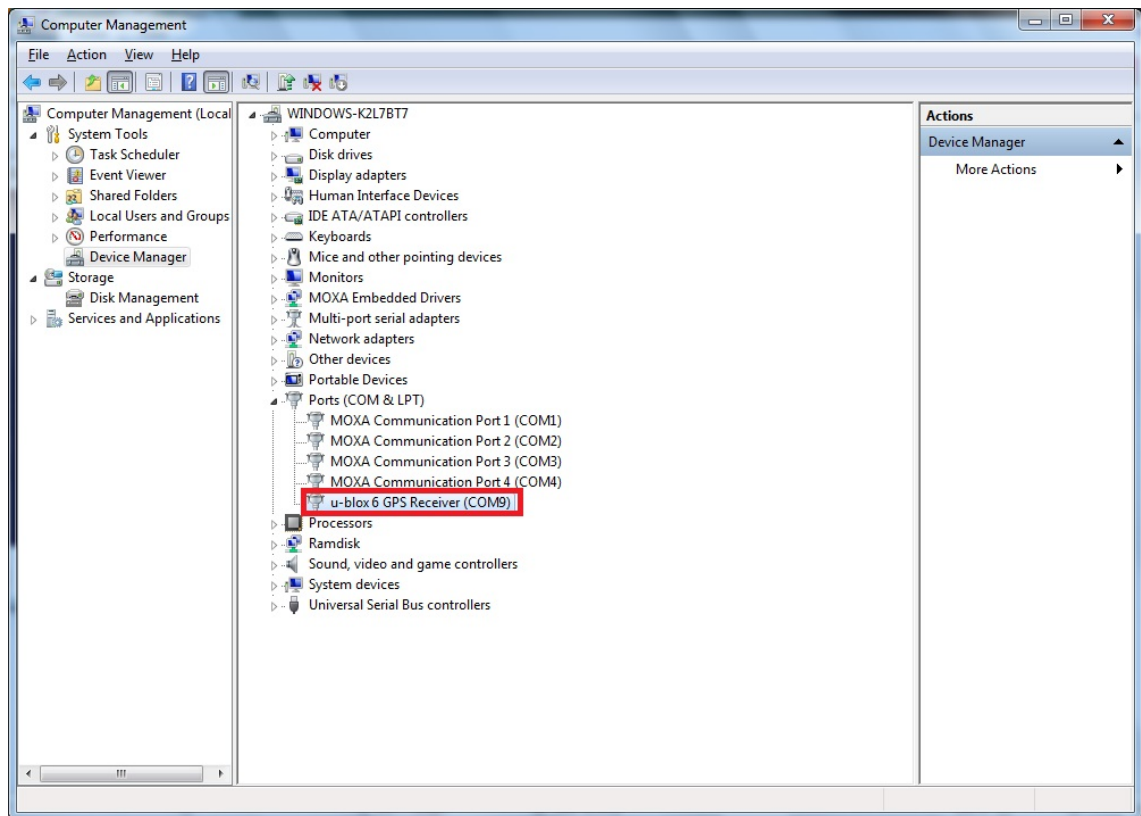 Computer Management
File Action View Help
Computer Management (Local
System Tools
Task Scheduler
Event Viewer
Shared Folders
Local Users and Groups
Performance
Device Manager
Storage
Disk Management
Services and Applications
WINDOWS-K2L7BT7
Computer
Disk drives
Display adapters
Human Interface Devices
IDE ATA/ATAPI controllers
Keyboards
Mice and other pointing devices
Monitors
MOXA Embedded Drivers
Multi-port serial adapters
Network adapters
Other devices
Portable Devices
Ports (COM & LPT)
MOXA Communication Port 1 (COM1)
MOXA Communication Port 2 (COM2)
MOXA Communication Port 3 (COM3)
MOXA Communication Port 4 (COM4)
u-blox 6 GPS Receiver (COM9)
Processors
Ramdisk
Sound, video and game controllers
System devices
Universal Serial Bus controllers
Actions
Device Manager
More Actions